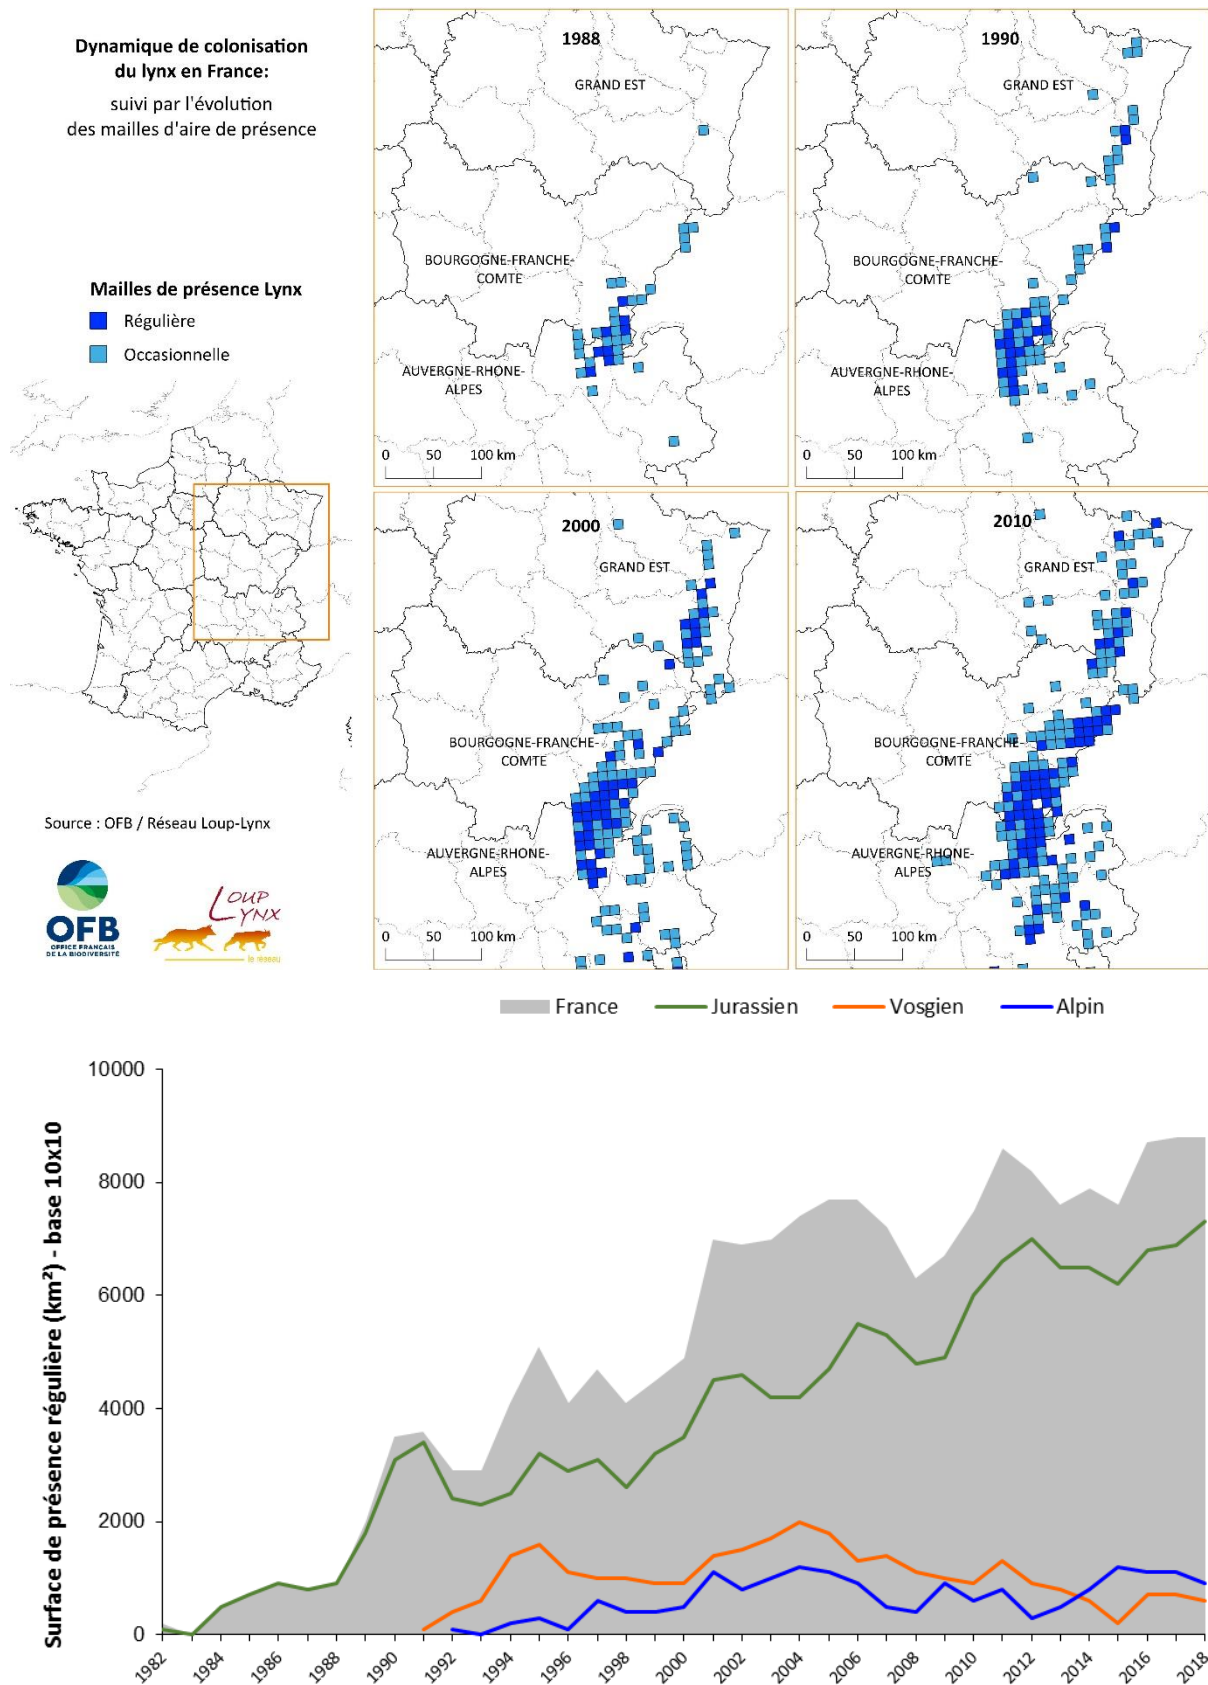 Dynamique de colonisation
du lynx en France:
suivi par l'évolution
des mailles d'aire de présence
Mailles de présence Lynx
Régulière
Occasionnelle
Source : OFB / Réseau Loup-Lynx
OFB
OFFICE FRANÇAIS
DE LA BIODIVERSITÉ
LOUP
LYNX
le réseau
1988
GRAND EST
BOURGOGNE-FRANCHE-
COMTE
AUVERGNE-RHONE-
ALPES
0 50 100 km
1990
GRAND EST
BOURGOGNE-FRANCHE-
COMTE
AUVERGNE-RHONE-
ALPES
0 50 100 km
2000
GRAND EST
BOURGOGNE-FRANCHE-
COMTE
AUVERGNE-RHONE-
ALPES
0 50 100 km
2010
GRAND EST
BOURGOGNE-FRANCHE-
COMTE
AUVERGNE-RHONE-
ALPES
0 50 100 km
France Jurassien Vosgien Alpin
Surface de présence régulière (km²) - base 10x10
10000
8000
6000
4000
2000
0
1982 1984 1986 1988 1990 1992 1994 1996 1998 2000 2002 2004 2006 2008 2010 2012 2014 2016 2018